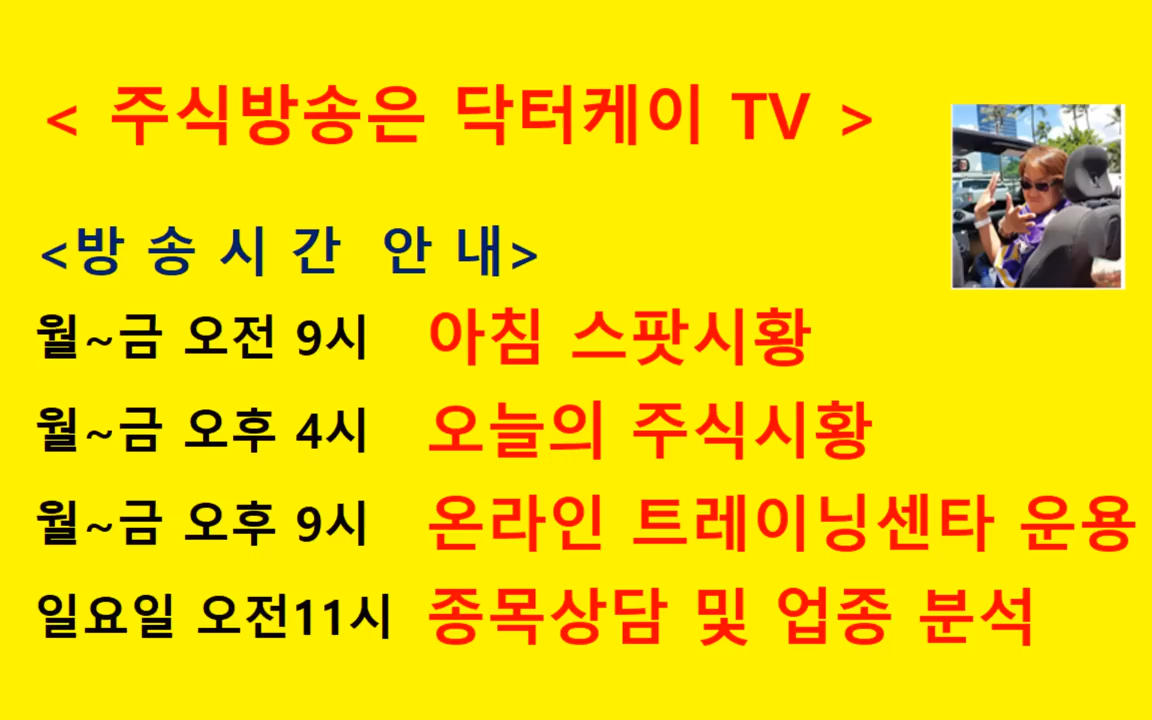 < 주식방송은 닥터케이 TV >
<방 송 시 간 안 내>
월~금 오전 9시 아침 스팟시황
월~금 오후 4시 오늘의 주식시황
월~금 오후 9시 온라인 트레이닝센타 운용
일요일 오전11시 종목상담 및 업종 분석